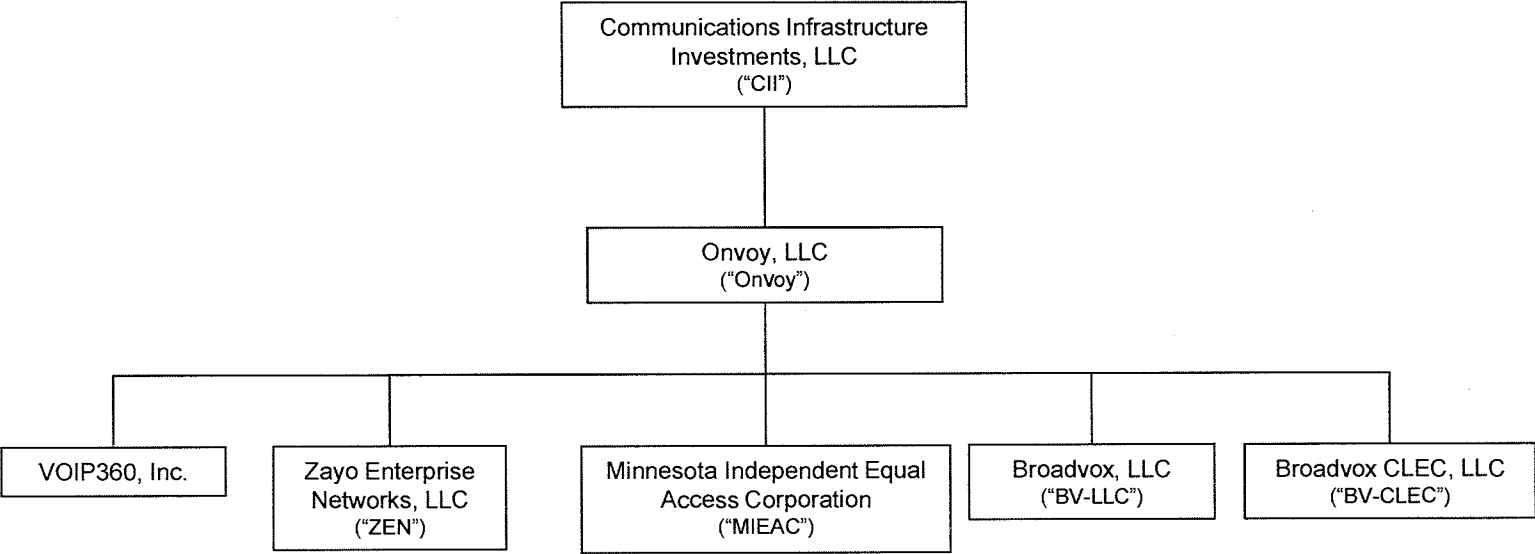 Communications Infrastructure
Investments, LLC
(“CII”)
Onvoy, LLC
(“Onvoy”)
VOIP360, Inc.
Zayo Enterprise
Networks, LLC
(“ZEN”)
Minnesota Independent Equal
Access Corporation
(“MIEAC”)
Broadvox, LLC
(“BV-LLC”)
Broadvox CLEC, LLC
(“BV-CLEC”)